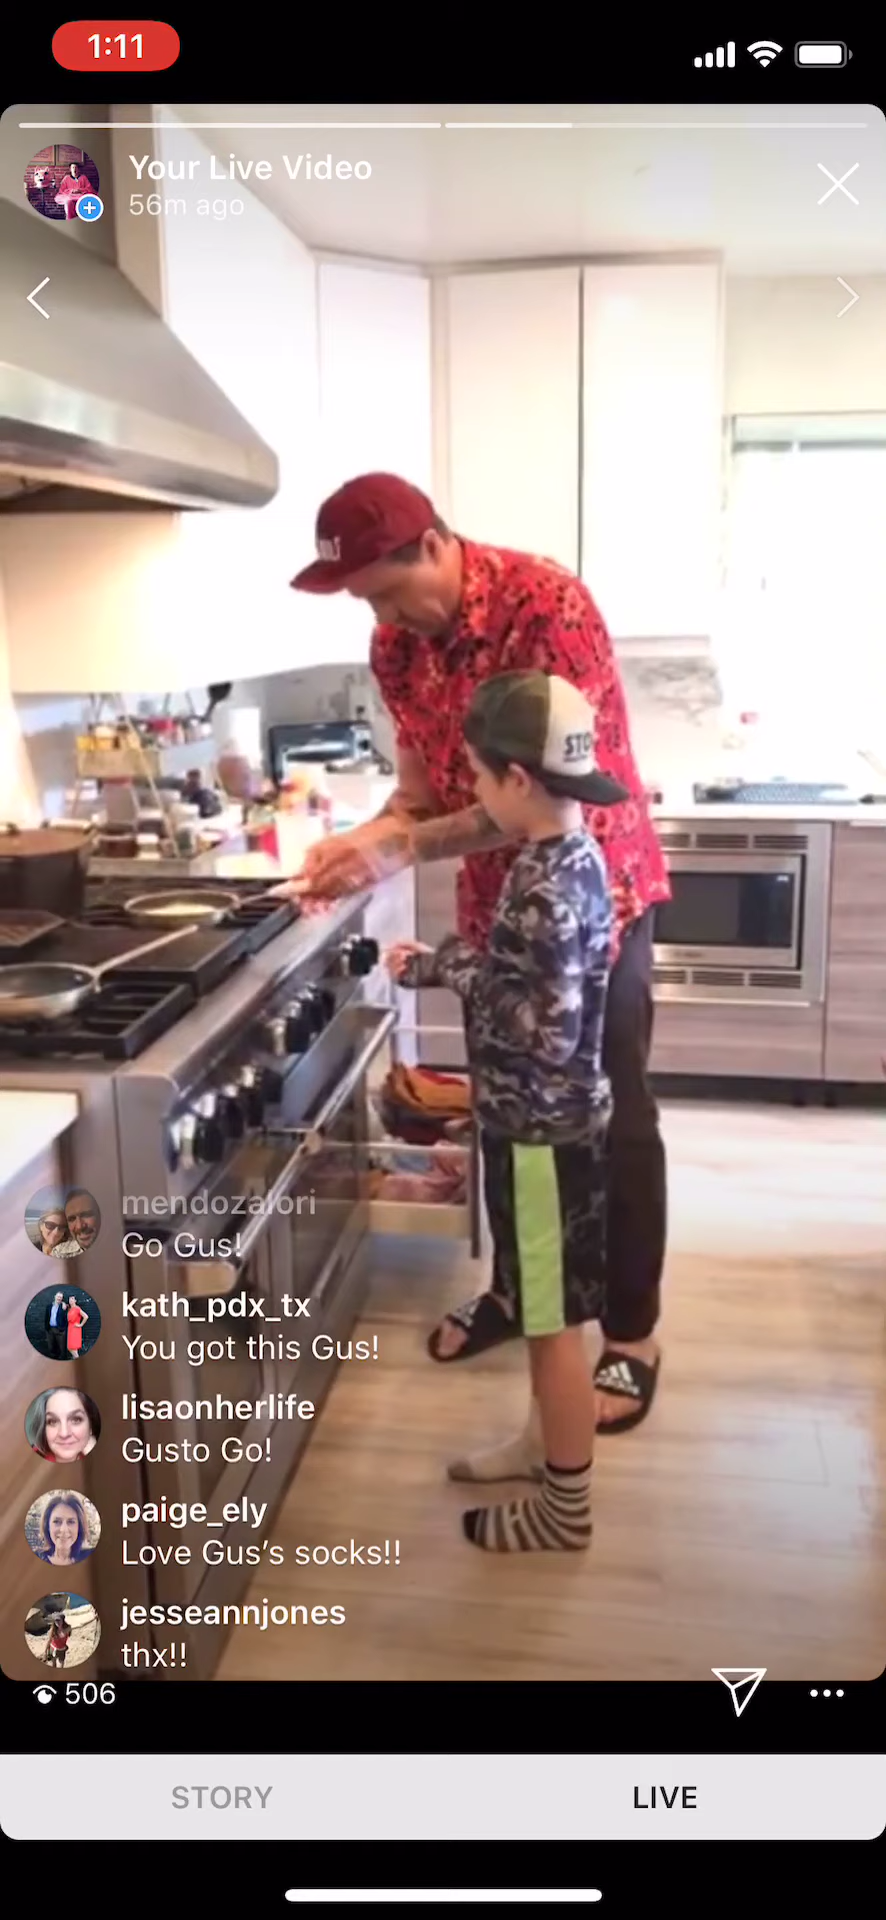 1:11
Your Live Video
56m ago
STO
mendozalori
Go Gus!
kath_pdx_tx
You got this Gus!
lisaonherlife
Gusto Go!
paige_ely
Love Gus’s socks!!
jesseannjones
thx!!
506
STORY
LIVE